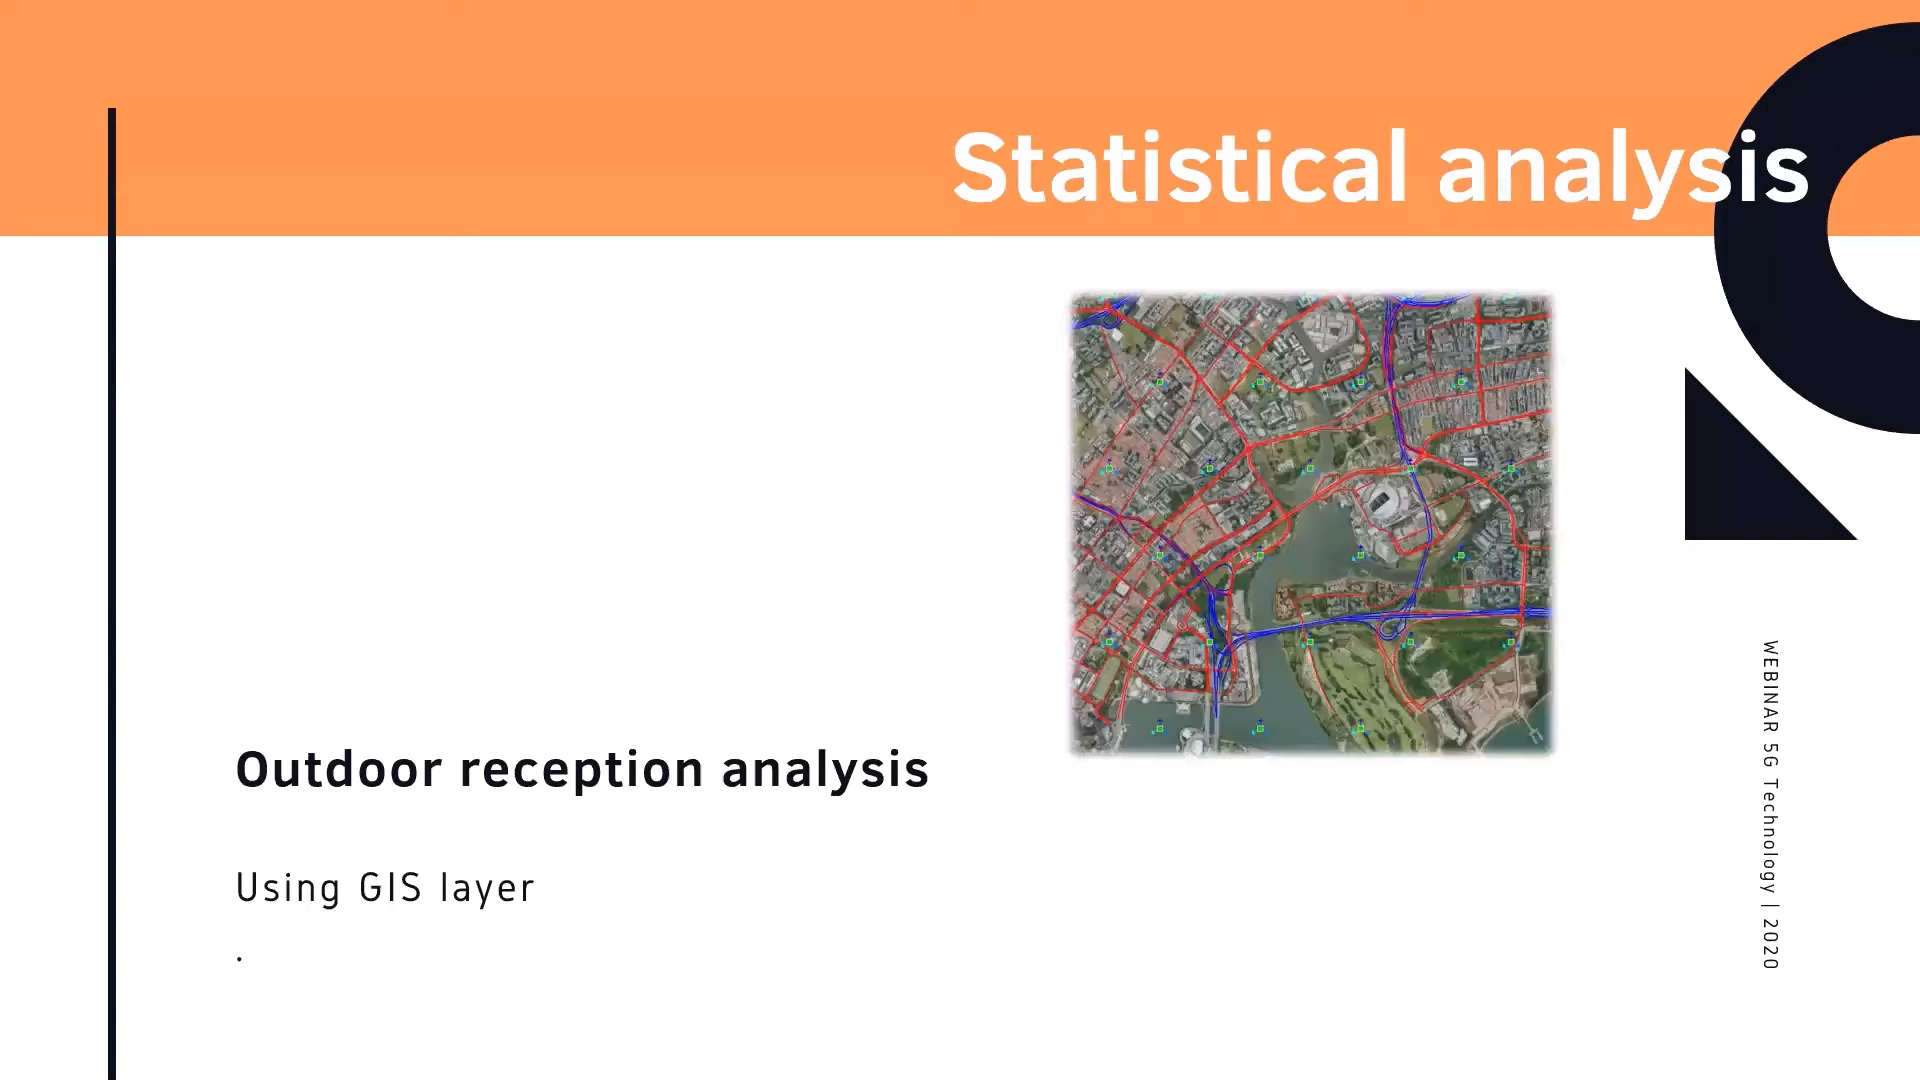 Statistical analysis
Outdoor reception analysis
Using GIS layer
.
WEBINAR 5G Technology | 2020